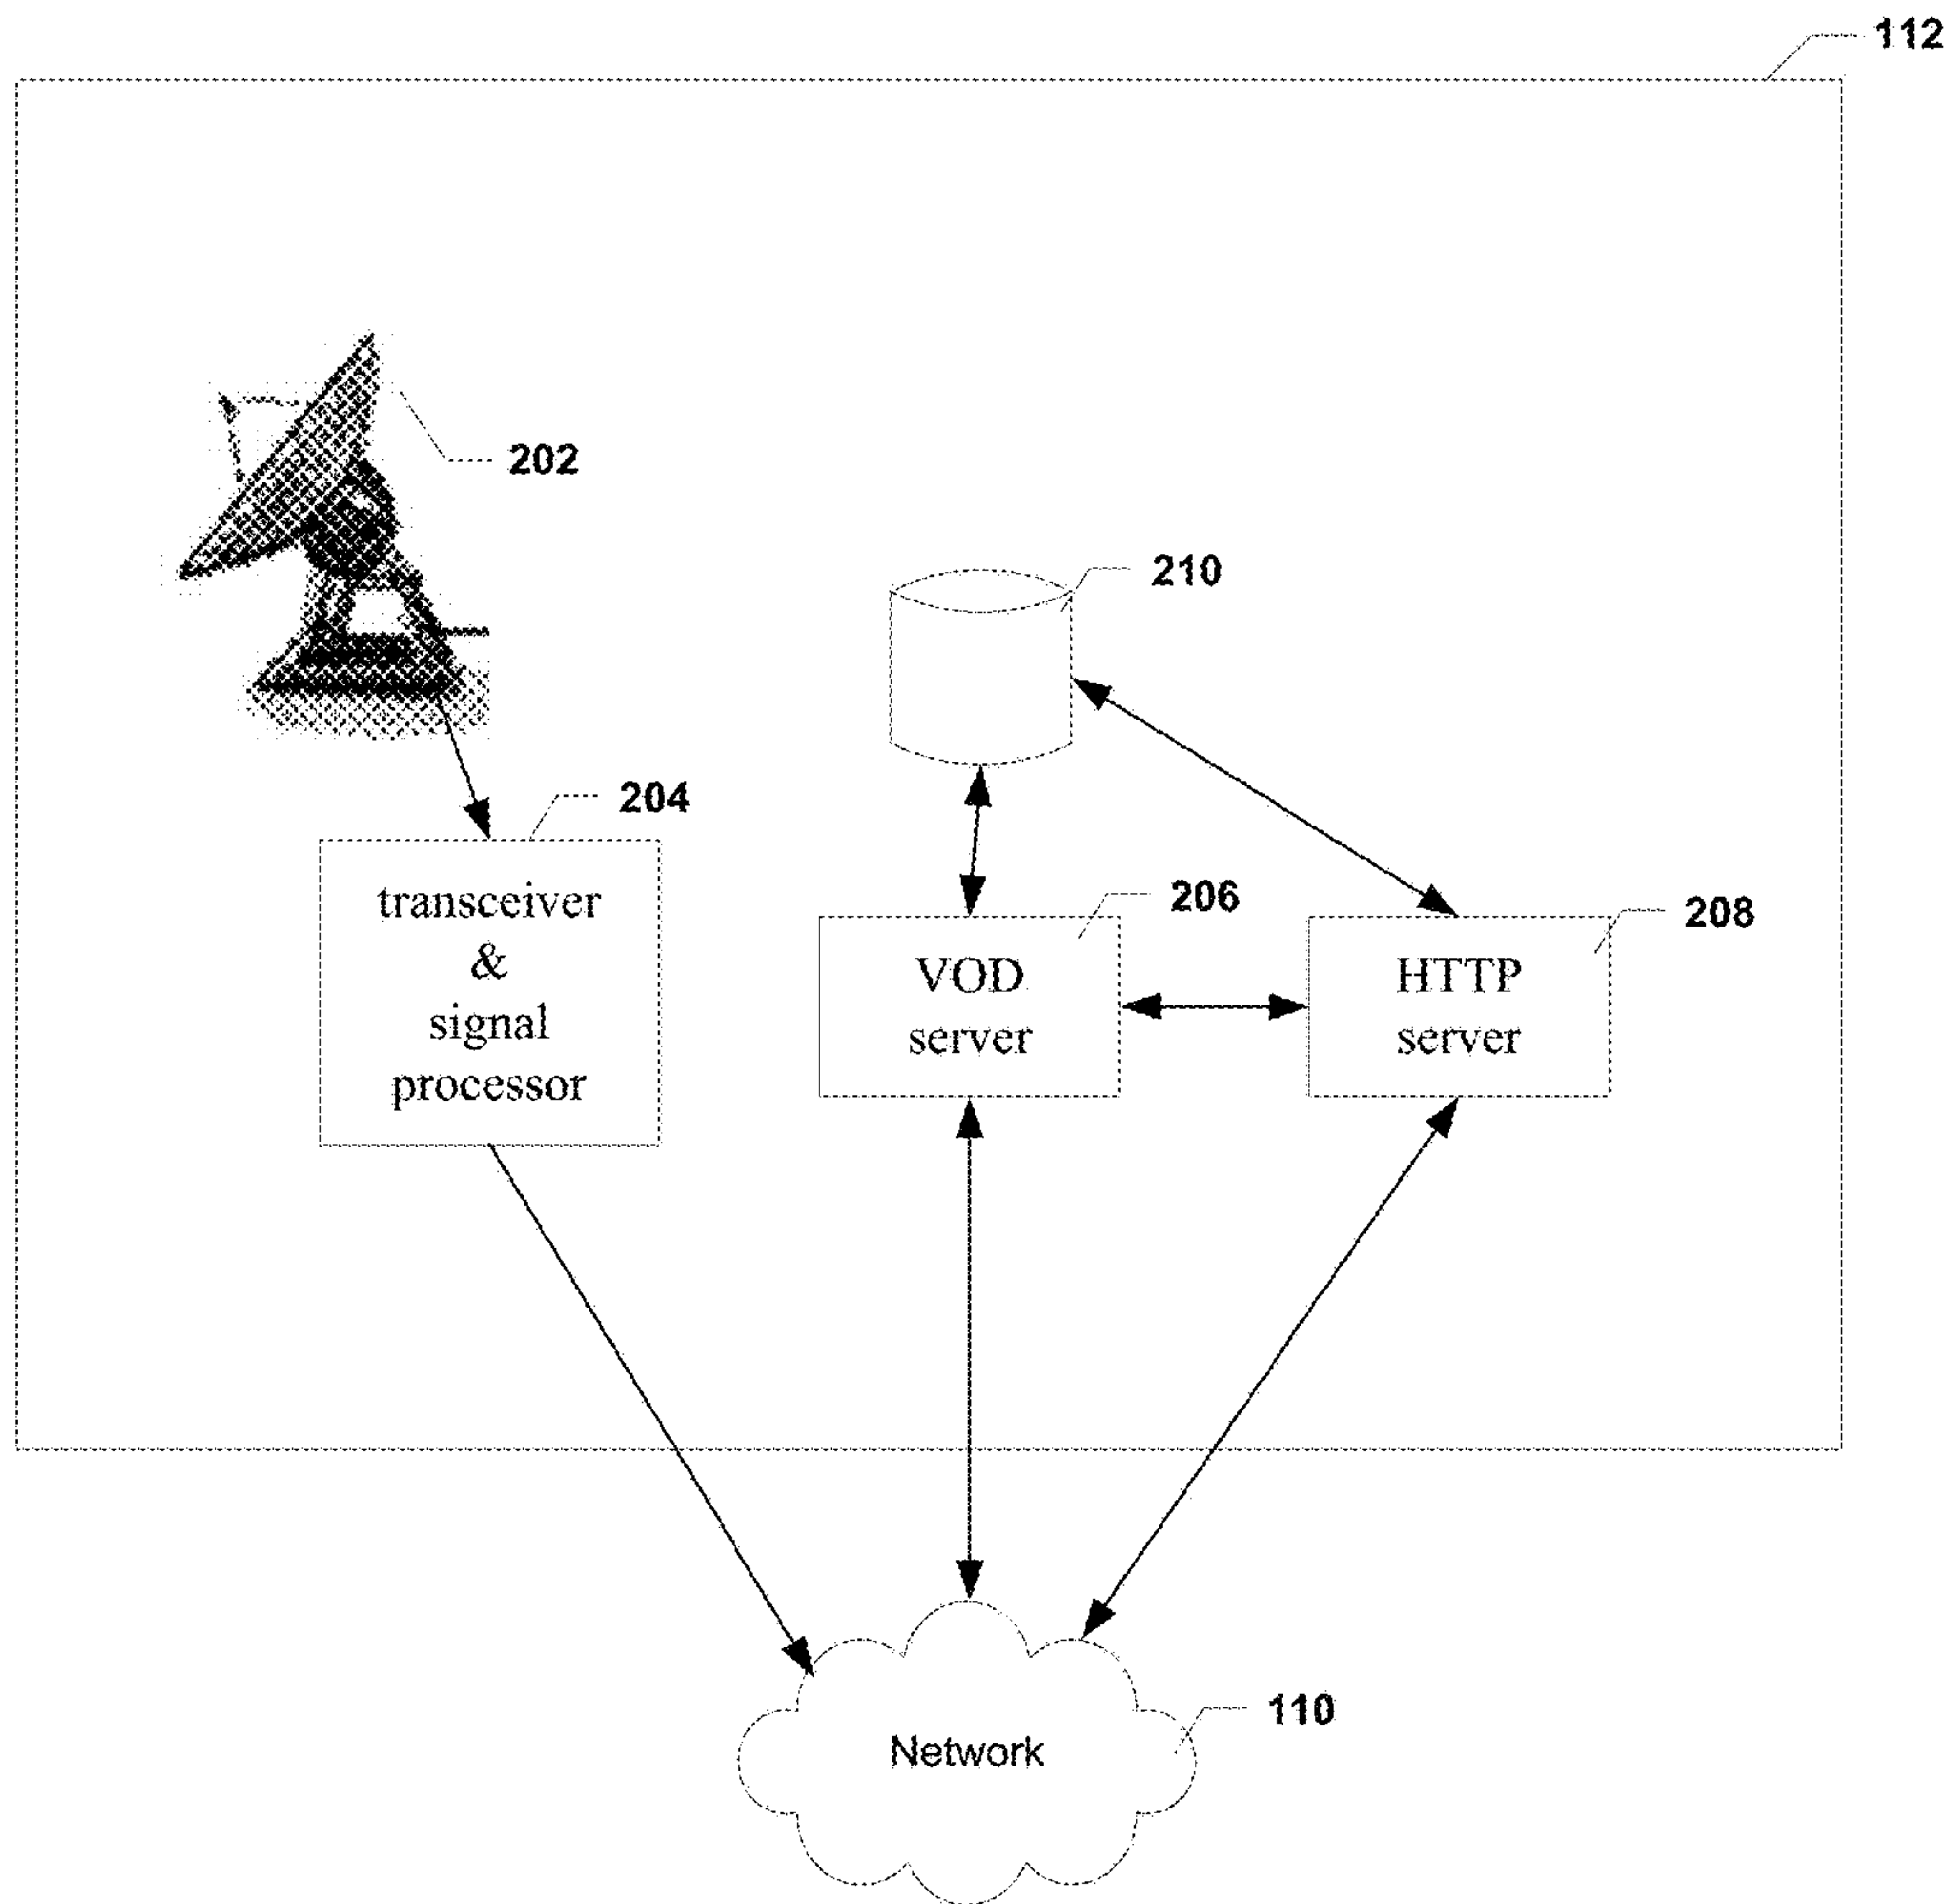 112
202
210
204
transceiver
&
signal
processor
206
VOD
server
208
HTTP
server
110
Network